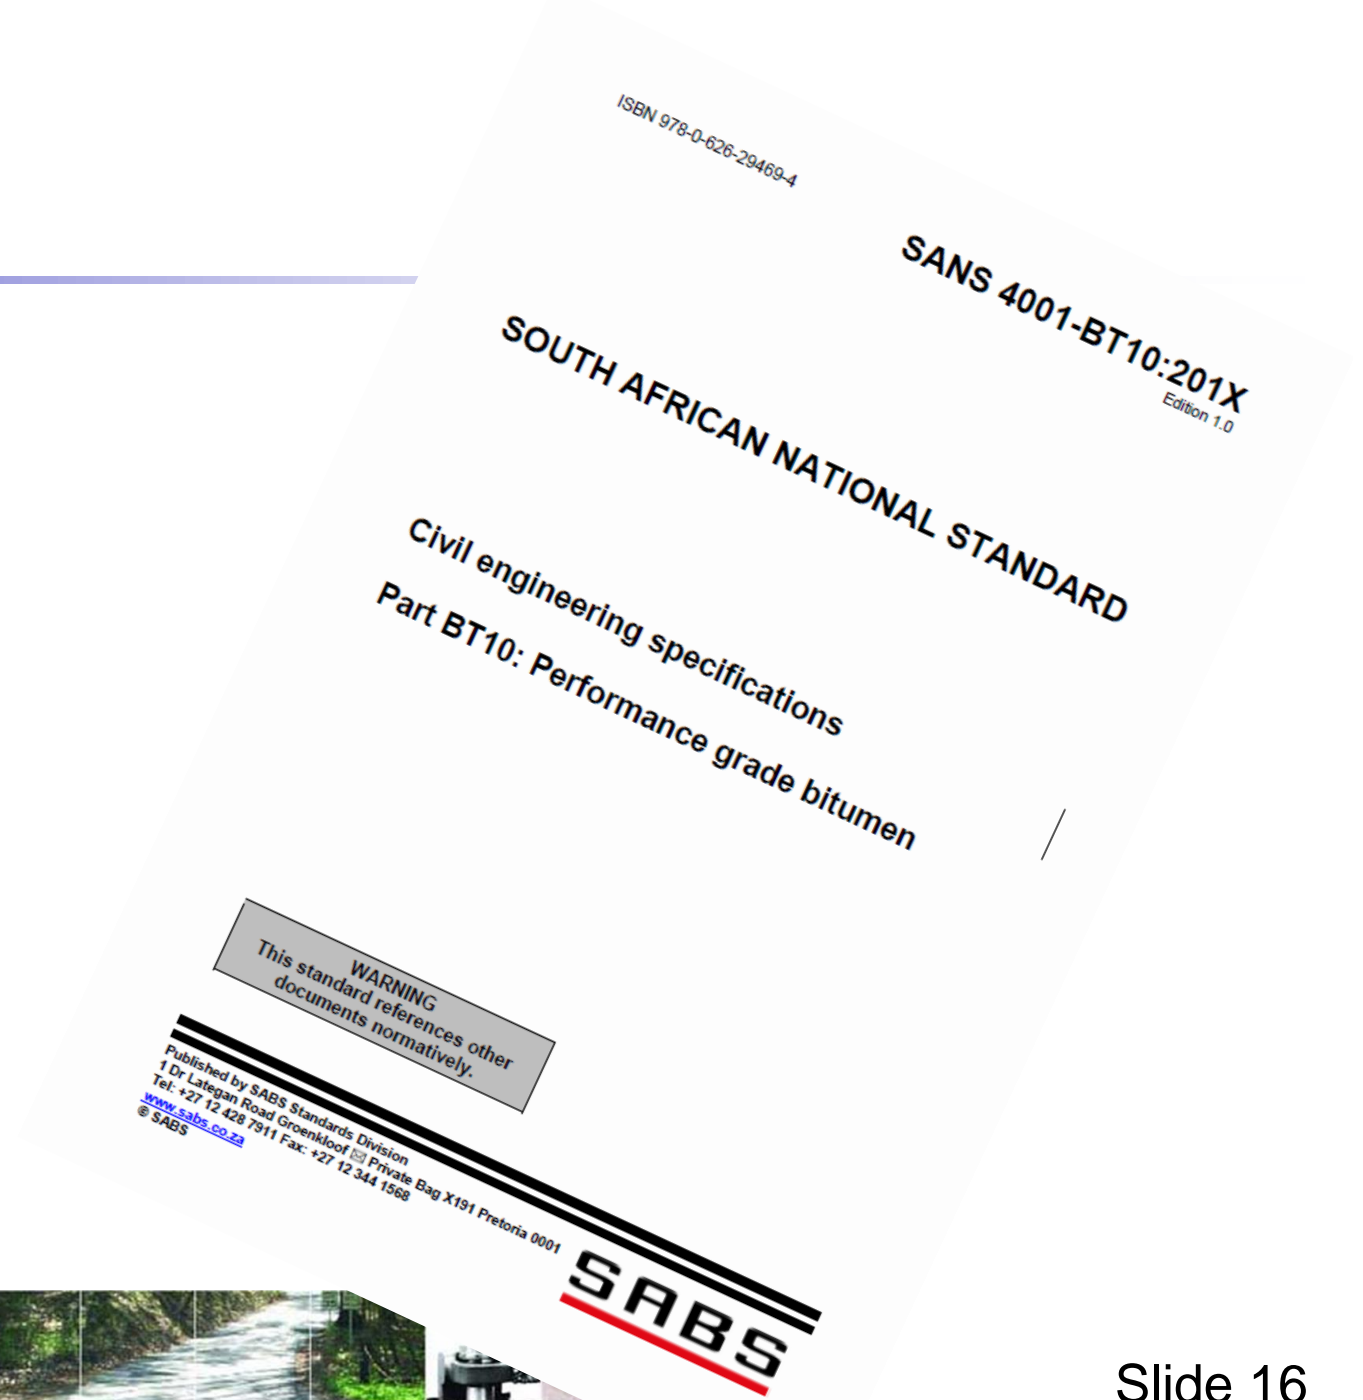 ISBN 978-0-626-29469-4
SANS 4001-BT10:201X
Edition 1.0
SOUTH AFRICAN NATIONAL STANDARD
Civil engineering specifications
Part BT10: Performance grade bitumen
WARNING
This standard references other
documents normatively.
Published by SABS Standards Division
1 Dr Lategan Road Groenkloof ✉ Private Bag X191 Pretoria 0001
Tel: +27 12 428 7911 Fax: +27 12 344 1568
www.sabs.co.za
© SABS
SABS
Slide 16